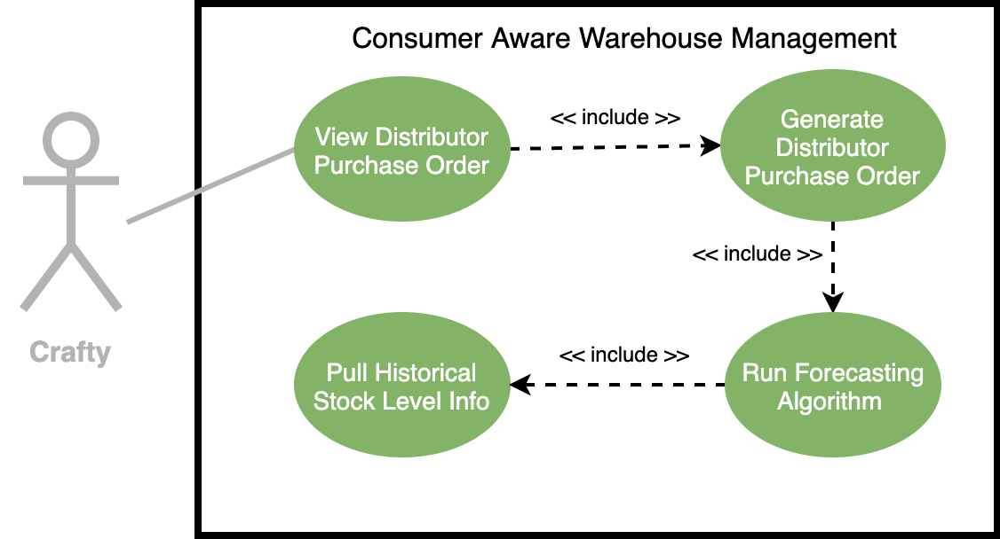 Consumer Aware Warehouse Management
View Distributor
Purchase Order
<< include >>
Generate
Distributor
Purchase Order
<< include >>
Crafty
Pull Historical
Stock Level Info
<< include >>
Run Forecasting
Algorithm